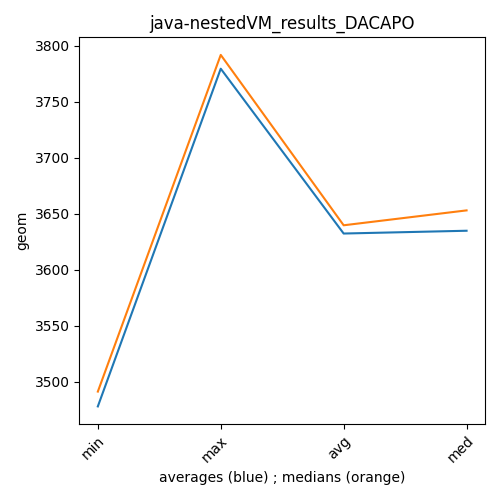 java-nestedVM_results_DACAPO
3800
3750
3700
3650
3600
3550
3500
geom
min
max
avg
med
averages (blue) ; medians (orange)